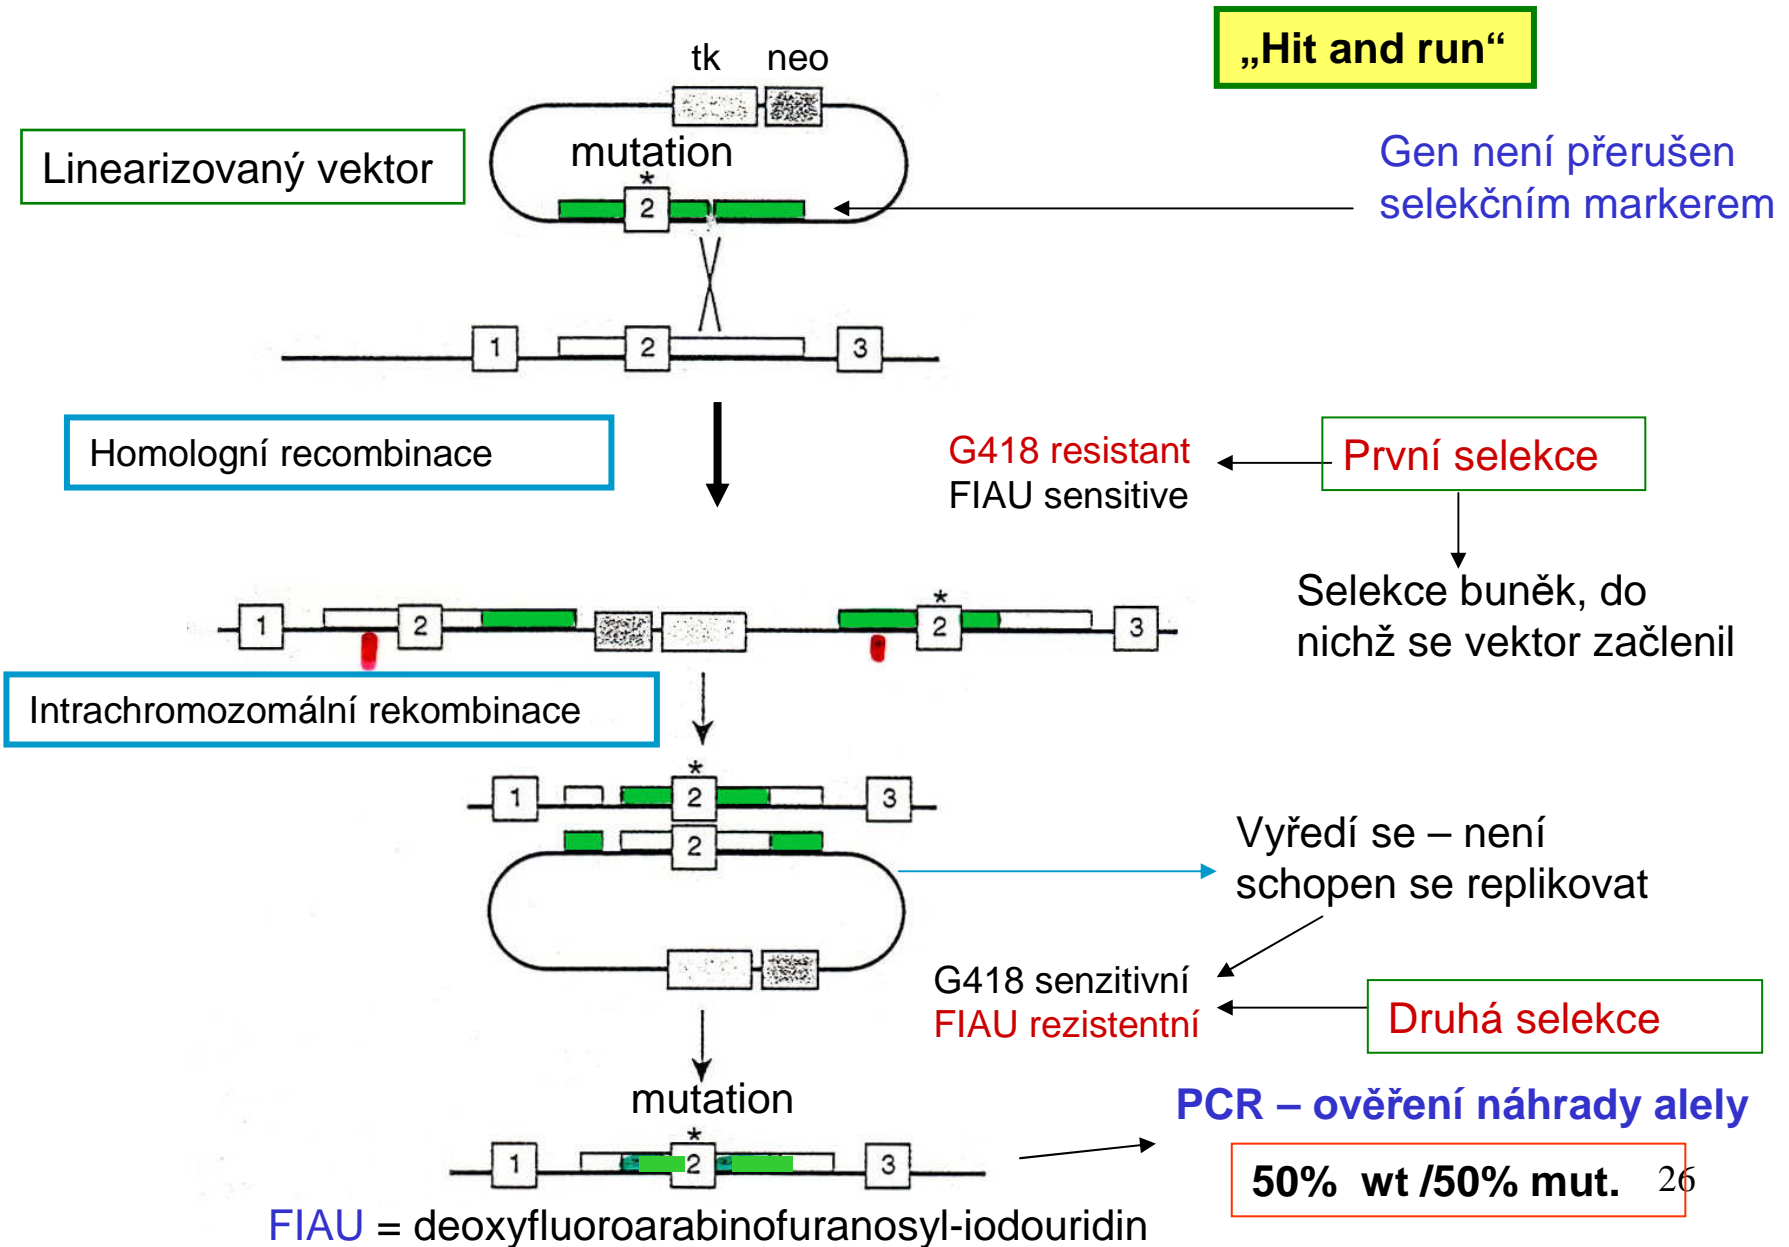 „Hit and run“
tk neo
Linearizovaný vektor
mutation
*
2
Gen není přerušen
selekčním markerem
1 2 3
Homologní recombinace
G418 resistant
FIAU sensitive
První selekce
Selekce buněk, do
nichž se vektor začlenil
*
1 2 2 3
Intrachromozomální rekombinace
*
1 2 3
2
Vyředí se – není
schopen se replikovat
G418 senzitivní
FIAU rezistentní
Druhá selekce
mutation
*
1 2 3
PCR – ověření náhrady alely
50% wt /50% mut.
26
FIAU = deoxyfluoroarabinofuranosyl-iodouridin